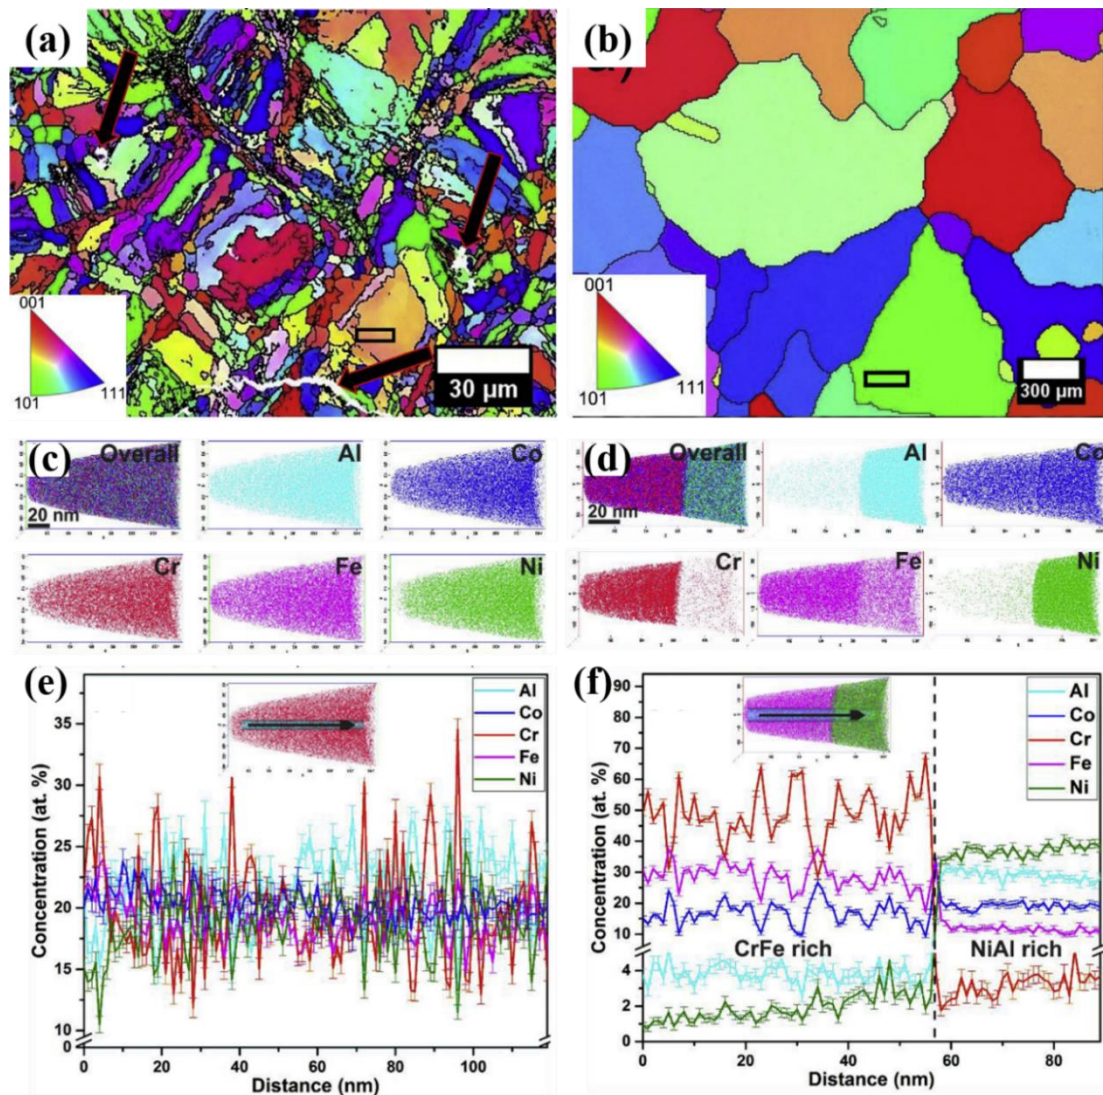 (a)
001
101
111
30 µm
(b)
001
101
111
300 µm
(c)
Overall
Al
Co
20 nm
Cr
Fe
Ni
(d)
Overall
Al
Co
20 nm
Cr
Fe
Ni
(e)
Concentration (at. %)
35
30
25
20
15
10
0
Al
Co
Cr
Fe
Ni
0 20 40 60 80 100
Distance (nm)
(f)
Concentration (at. %)
90
80
70
60
50
40
30
20
10
4
2
0
Al
Co
Cr
Fe
Ni
CrFe rich
NiAl rich
0 20 40 60 80
Distance (nm)